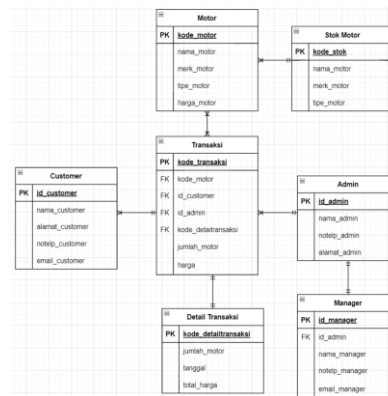 Motor
PK kode_motor
nama_motor
merk_motor
tipe_motor
harga_motor
Stok Motor
PK kode_stok
nama_motor
merk_motor
tipe_motor
Transaksi
PK kode_transaksi
FK kode_motor
FK id_customer
FK id_admin
FK kode_detailtransaksi
jumlah_motor
harga
Customer
PK id_customer
nama_customer
alamat_customer
notelp_customer
email_customer
Admin
PK id_admin
nama_admin
notelp_admin
alamat_admin
Detail Transaksi
PK kode_detailtransaksi
jumlah_motor
tanggal
total_harga
Manager
PK id_manager
FK id_admin
nama_manager
notelp_manager
email_manager